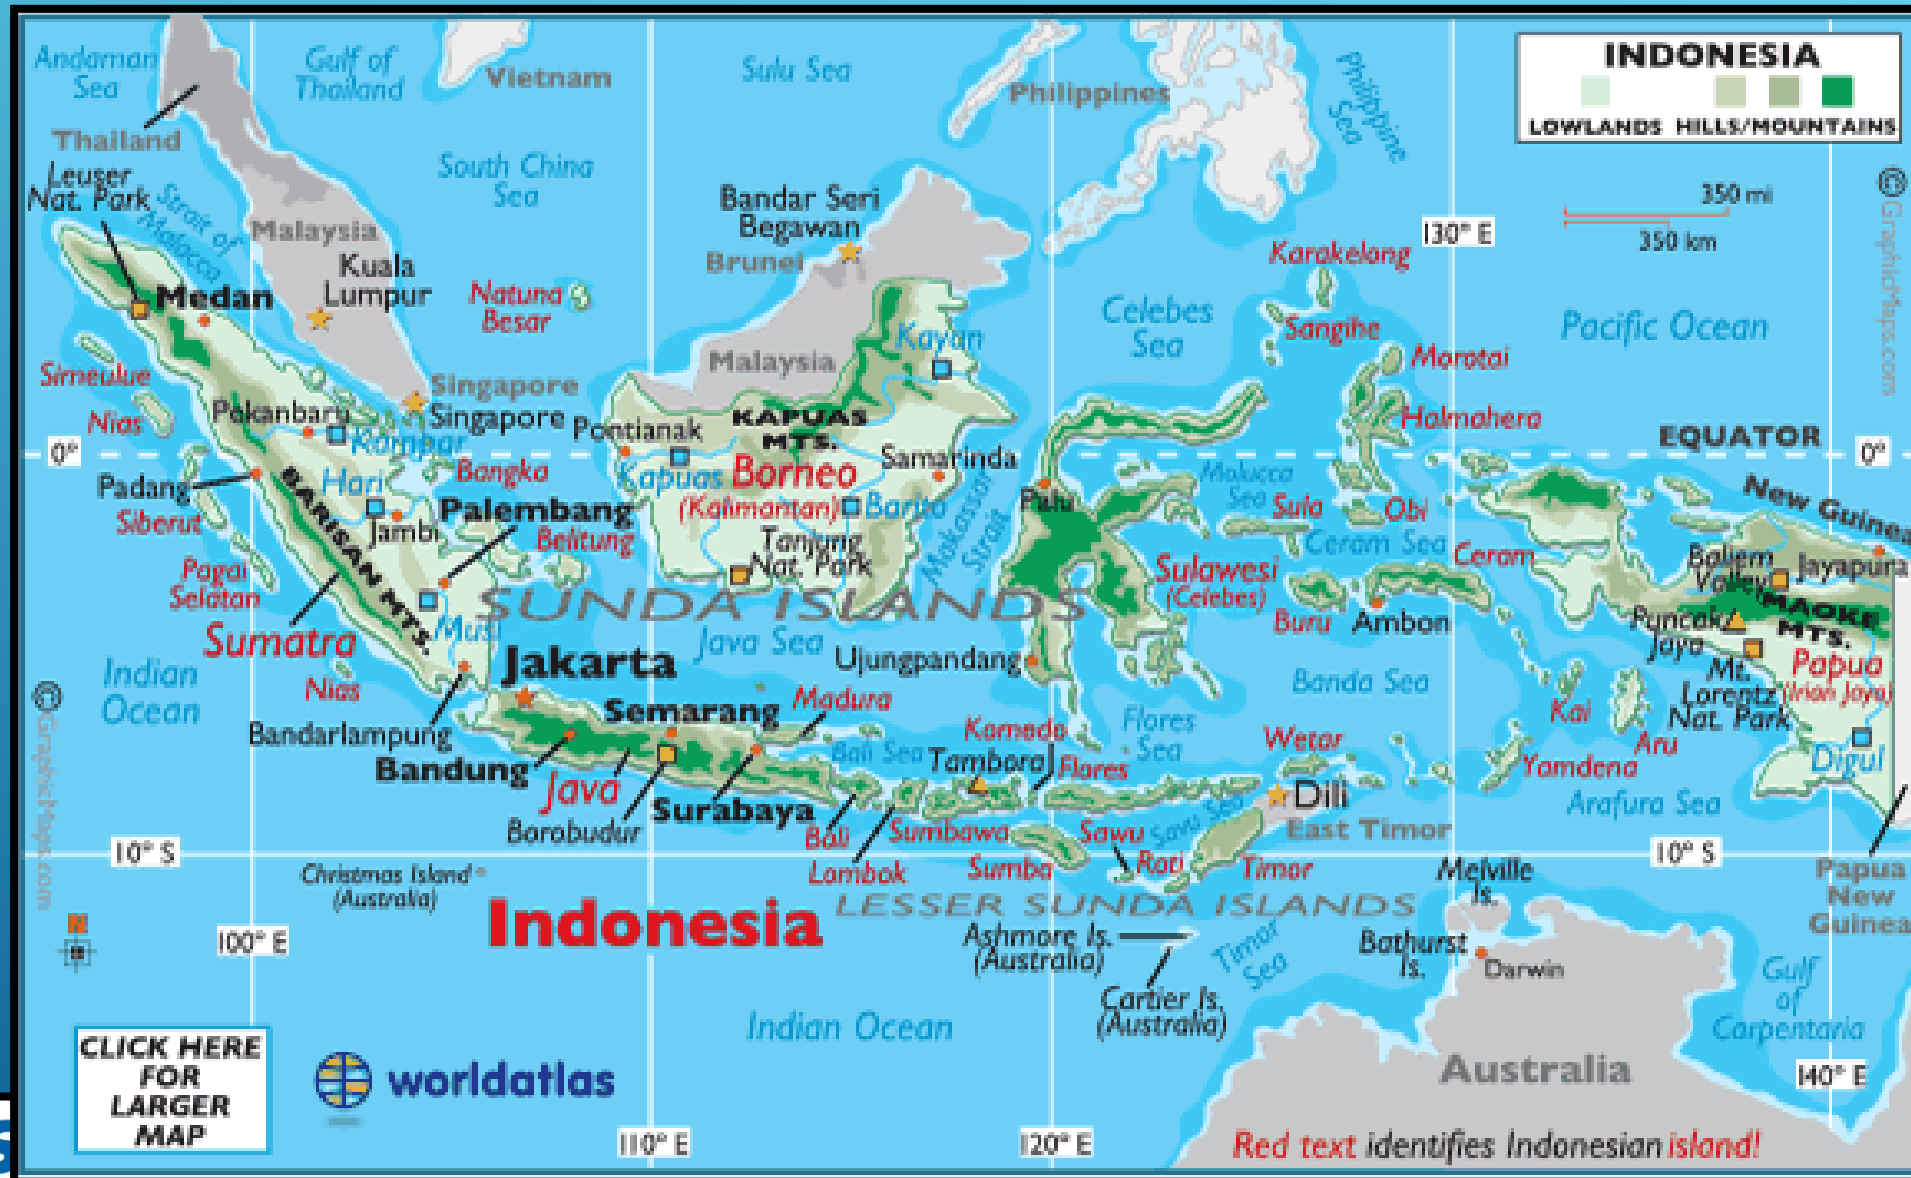 Andaman
Sea
Gulf of
Thailand
Vietnam
Sulu Sea
Philippines
Philippine
Sea
INDONESIA
LOWLANDS HILLS/MOUNTAINS
Thailand
Leuser
Nat. Park
Strait of
Malacca
South China
Sea
Malaysia
Kuala
Lumpur
Bandar Seri
Begawan
Brunei
130° E
350 mi
350 km
© GraphicMaps.com
Medan
Natuna
Besar
Karakelong
Celebes
Sea
Sangihe
Pacific Ocean
Kayan
Malaysia
Morotai
Simeulue
Nias
Singapore
Singapore
Pekanbaru
Kampar
Pontianak
KAPUAS
MTS.
Halmahera
EQUATOR
0°
0°
Padang
Siberut
Hari
Bangka
Kapuas
Borneo
(Kalimantan)
Samarinda
Barito
Makassar
Strait
Palu
Molucca
Sea
Sula
Obi
New Guinea
BARISAN MTS.
Jambi
Palembang
Belitung
Tanjung
Nat. Park
Ceram Sea
Ceram
Baliem
Valley
Jayapura
Pagai
Selatan
SUNDA ISLANDS
Sulawesi
(Celebes)
Buru
Ambon
Puncak
Jaya
MAOKE
MTS.
Sumatra
Musi
Java Sea
Ujungpandang
Banda Sea
Mt.
Lorentz
Nat. Park
Papua
(Irian Jaya)
Indian
Ocean
Nias
Jakarta
Semarang
Madura
Komodo
Flores
Sea
Wetar
Kai
Aru
Bandarlampung
Bandung
Java
Bali Sea
Tambora
Flores
Yamdena
Digul
© GraphicMaps.com
Borobudur
Surabaya
Bali
Sumbawa
Sawu
Savu Sea
Dili
East Timor
Arafura Sea
10° S
Christmas Island
(Australia)
Lombok
Sumba
Roti
Timor
Melville
Is.
10° S
Papua
New
Guinea
N
100° E
Indonesia
LESSER SUNDA ISLANDS
Ashmore Is.
(Australia)
Timor
Sea
Bathurst
Is.
Darwin
Cartier Is.
(Australia)
Gulf
of
Carpentaria
Indian Ocean
CLICK HERE
FOR
LARGER
MAP
worldatlas
Australia
140° E
110° E
120° E
Red text identifies Indonesian island!